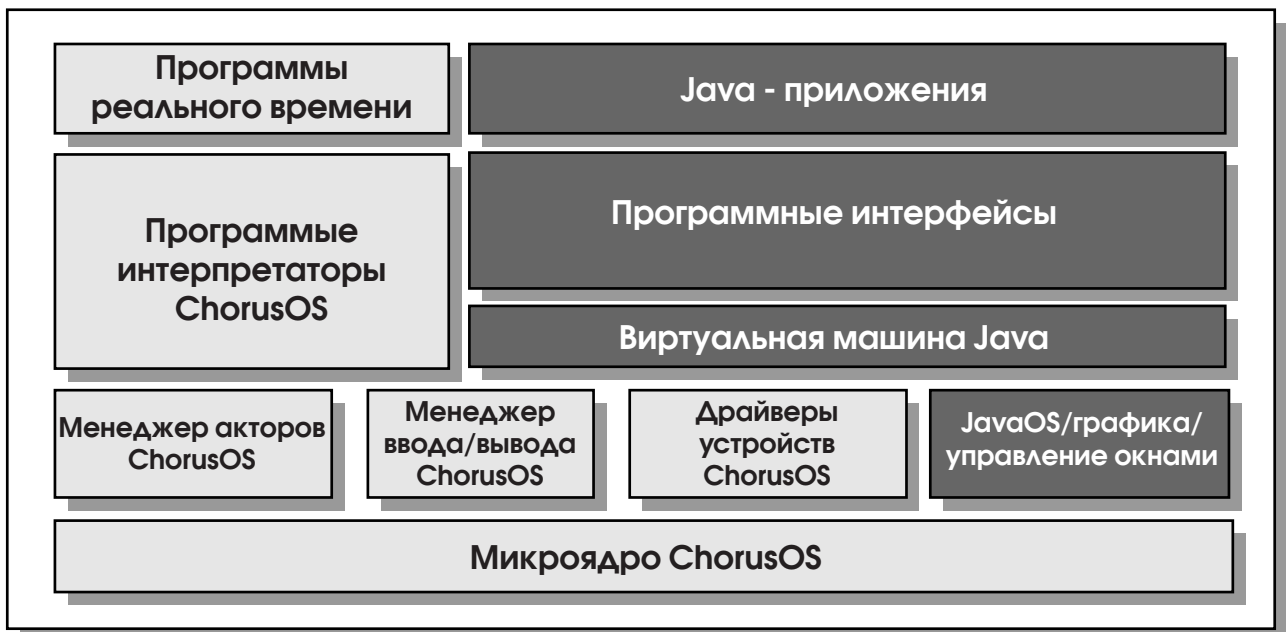 Программы
реального времени
Java - приложения
Программые
интерпретаторы
ChorusOS
Программные интерфейсы
Виртуальная машина Java
Менеджер акторов
ChorusOS
Менеджер
ввода/вывода
ChorusOS
Драйверы
устройств
ChorusOS
JavaOS/графика/
управление окнами
Микроядро ChorusOS